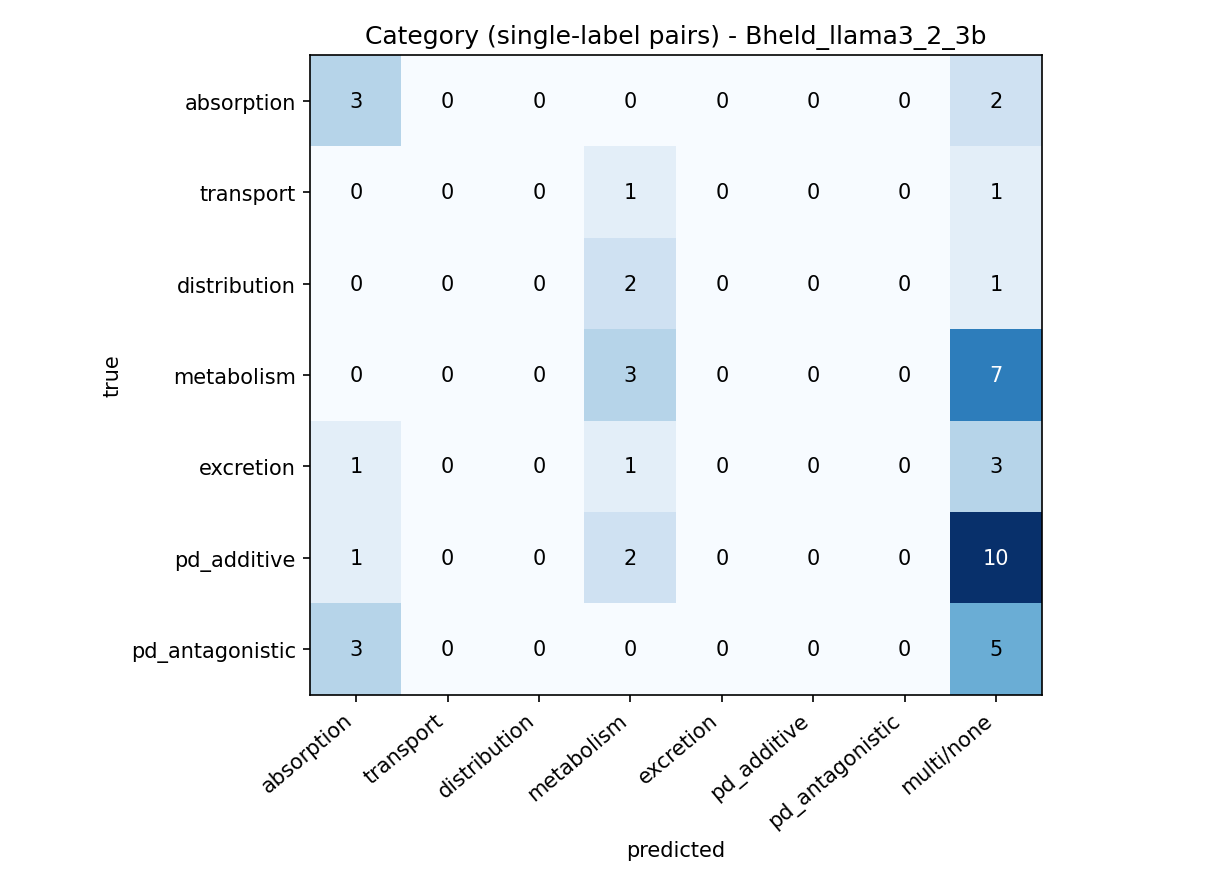 Category (single-label pairs) - Bheld_llama3_2_3b
absorption 3 0 0 0 0 0 0 2
transport 0 0 0 1 0 0 0 1
distribution 0 0 0 2 0 0 0 1
true
metabolism 0 0 0 3 0 0 0 7
excretion 1 0 0 1 0 0 0 3
pd_additive 1 0 0 2 0 0 0 10
pd_antagonistic 3 0 0 0 0 0 0 5
absorption
transport
distribution
metabolism
excretion
pd_additive
pd_antagonistic
multi/none
predicted